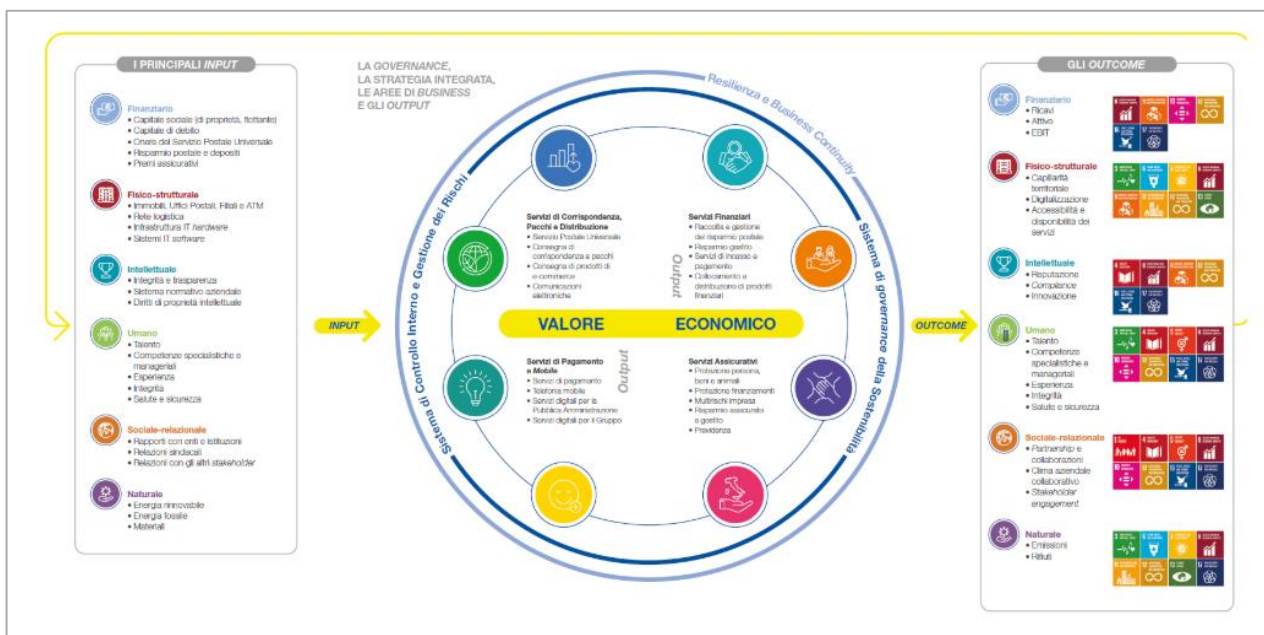 I PRINCIPALI INPUT
Finanziario
• Capitale sociale (di proprietà, flottante)
• Capitale di debito
• Onere del Servizio Postale Universale
• Risparmio postale e depositi
• Premi assicurativi
Fisico-strutturale
• Immobili, Uffici Postali, Filiali e ATM
• Rete logistica
• Infrastruttura IT hardware
• Sistemi IT software
Intellettuale
• Integrità e trasparenza
• Sistema normativo aziendale
• Diritti di proprietà intellettuale
Umano
• Talento
• Competenze specialistiche e
manageriali
• Esperienza
• Integrità
• Salute e sicurezza
Sociale-relazionale
• Rapporti con enti e istituzioni
• Relazioni sindacali
• Relazioni con gli altri stakeholder
Naturale
• Energia rinnovabile
• Energia fossile
• Materiali
INPUT
LA GOVERNANCE,
LA STRATEGIA INTEGRATA,
LE AREE DI BUSINESS
E GLI OUTPUT
Resilienza e Business Continuity
Sistema di Controllo Interno e Gestione dei Rischi
Sistema di governance della Sostenibilità
Servizi di Corrispondenza,
Pacchi e Distribuzione
• Servizio Postale Universale
• Consegna di
corrispondenza e pacchi
• Consegna di prodotti di
e-commerce
• Comunicazioni
elettroniche
Servizi Finanziari
• Raccolta e gestione
del risparmio postale
• Risparmio gestito
• Servizi di incasso e
pagamento
• Collocamento e
distribuzione di prodotti
finanziari
Output
VALORE ECONOMICO
Servizi di Pagamento
e Mobile
• Servizi di pagamento
• Telefonia mobile
• Servizi digitali per la
Pubblica Amministrazione
• Servizi digitali per il Gruppo
Output
Servizi Assicurativi
• Protezione persona,
beni e animali
• Protezione finanziamenti
• Multirischi impresa
• Risparmio assicurato
e gestito
• Previdenza
OUTCOME
GLI OUTCOME
Finanziario
• Ricavi
• Attivo
• EBIT
Fisico-strutturale
• Capillarità
territoriale
• Digitalizzazione
• Accessibilità e
disponibilità dei
servizi
Intellettuale
• Reputazione
• Compliance
• Innovazione
Umano
• Talento
• Competenze
specialistiche e
manageriali
• Esperienza
• Integrità
• Salute e sicurezza
Sociale-relazionale
• Partnership e
collaborazioni
• Clima aziendale
collaborativo
• Stakeholder
engagement
Naturale
• Emissioni
• Rifiuti